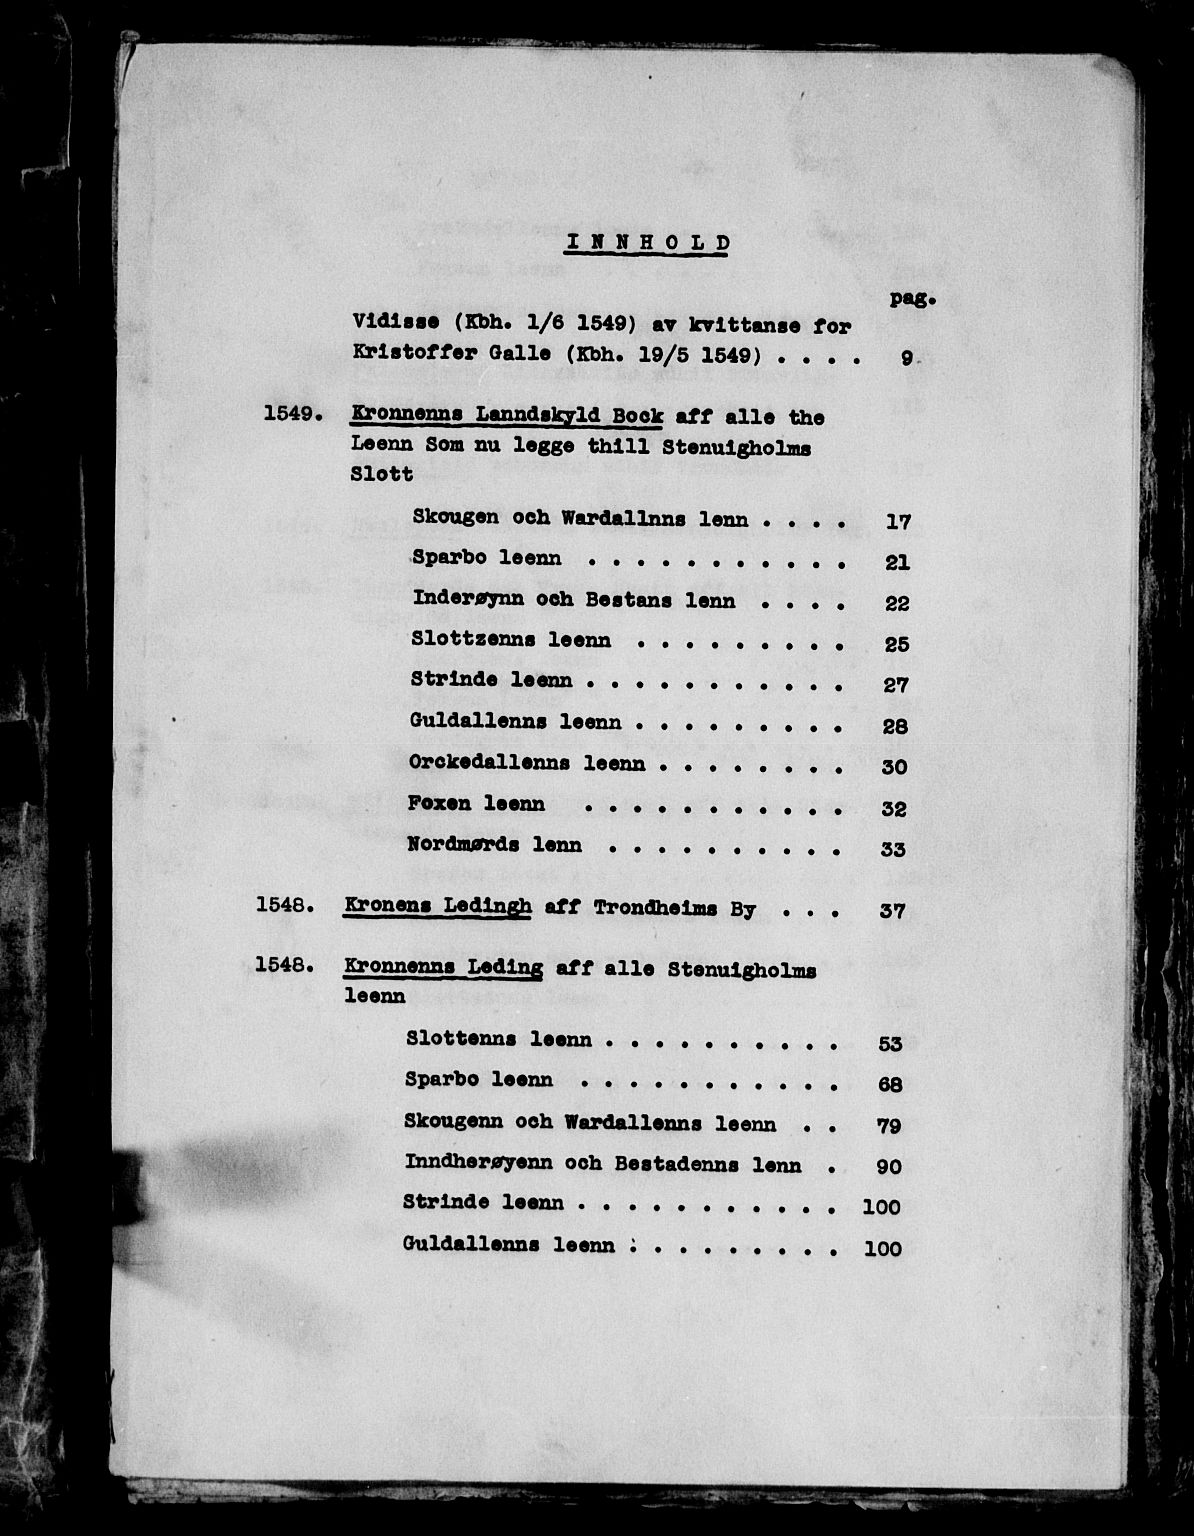 I N N H O L D
pag.
Vidisse (Kbh. 1/6 1549) av kvittanse for
Kristoffer Galle (Kbh. 19/5 1549) . . . . 9
1549. Kronnenns Lanndskyld Bock aff alle the
Leenn Som nu legge thill Stenuigholms
Slott
Skougen och Wardallnns lenn . . . . 17
Sparbo leenn . . . . . . . . . . . 21
Inderøynn och Bestans lenn . . . . 22
Slottzenns leenn . . . . . . . . . 25
Strinde leenn . . . . . . . . . . . 27
Guldallenns leenn . . . . . . . . . 28
Orckedallenns leenn . . . . . . . . 30
Foxen leenn . . . . . . . . . . . 32
Nordmørds lenn . . . . . . . . . . 33
1548. Kronens Ledingh aff Trondheims By . . . 37
1548. Kronnenns Leding aff alle Stenuigholms
leenn
Slottenns leenn . . . . . . . . . . 53
Sparbo leenn . . . . . . . . . . . 68
Skougenn och Wardallenns leenn . . 79
Inndherøyenn och Bestadenns lenn . 90
Strinde leenn . . . . . . . . . . . 100
Guldallenns leenn . . . . . . . . . 100